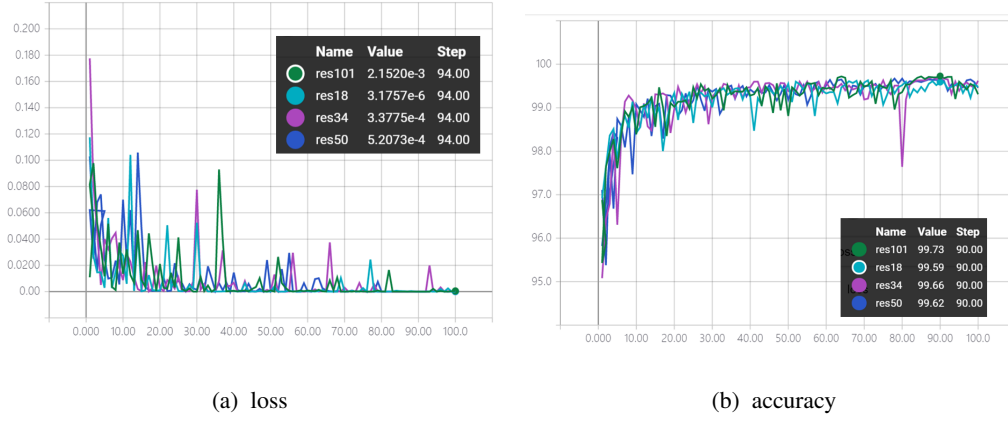 0.200
0.180
0.160
0.140
0.120
0.100
0.0800
0.0600
0.0400
0.0200
0.00
0.000 10.00 20.00 30.00 40.00 50.00 60.00 70.00 80.00 90.00 100.0
Name Value Step
res101 2.1520e-3 94.00
res18 3.1757e-6 94.00
res34 3.3775e-4 94.00
res50 5.2073e-4 94.00
(a) loss
100
99.0
98.0
97.0
96.0
95.0
0.000 10.00 20.00 30.00 40.00 50.00 60.00 70.00 80.00 90.00 100.0
Name Value Step
res101 99.73 90.00
res18 99.59 90.00
res34 99.66 90.00
res50 99.62 90.00
(b) accuracy